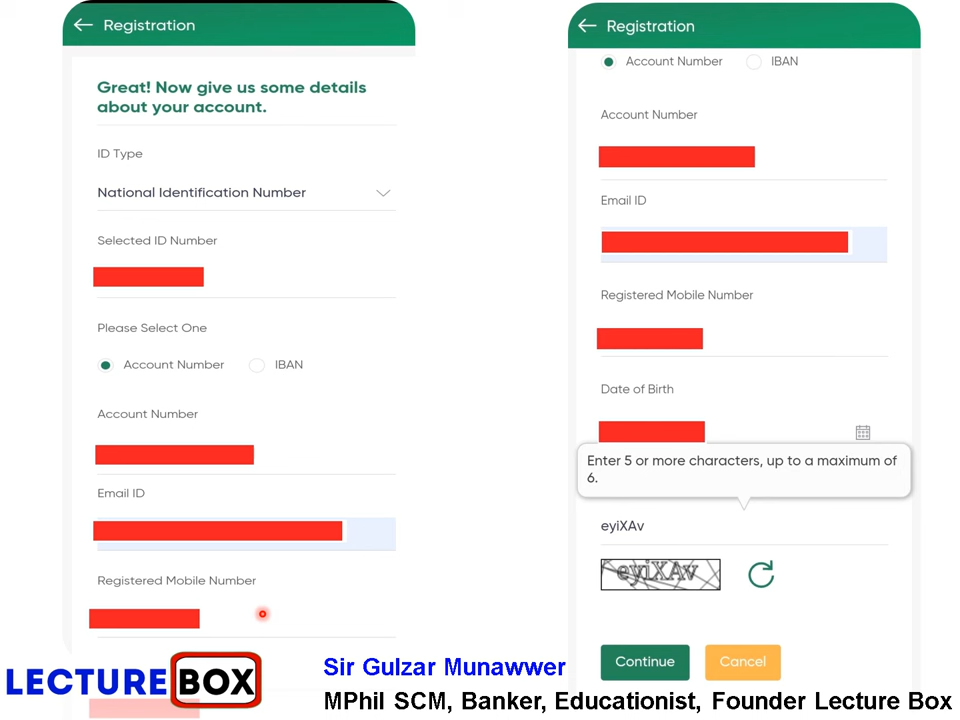 Registration
Great! Now give us some details
about your account.
ID Type
National Identification Number
Selected ID Number
Please Select One
Account Number IBAN
Account Number
Email ID
Registered Mobile Number
Registration
Account Number IBAN
Account Number
Email ID
Registered Mobile Number
Date of Birth
Enter 5 or more characters, up to a maximum of
6.
eyiXAv
eyiXAv
Continue Cancel
LECTURE BOX
Sir Gulzar Munawwer
MPhil SCM, Banker, Educationist, Founder Lecture Box